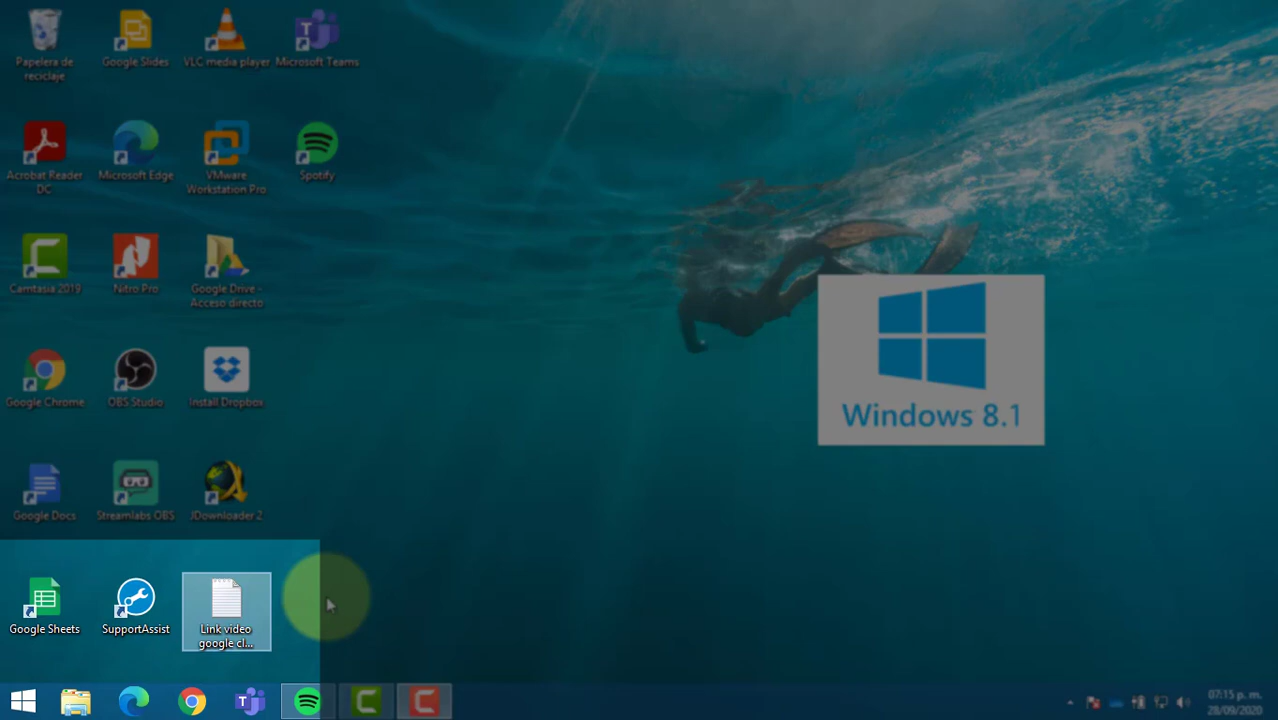 Papelera de
reciclaje
Google Slides
VLC media player
Microsoft Teams
Acrobat Reader
DC
Microsoft Edge
VMware
Workstation Pro
Spotify
Camtasia 2019
Nitro Pro
Google Drive -
Acceso directo
Google Chrome
OBS Studio
Install Dropbox
Google Docs
Streamlabs OBS
JDownloader 2
Google Sheets
SupportAssist
Link video
google cl...
Windows 8.1
07:15 p. m.
28/09/2020